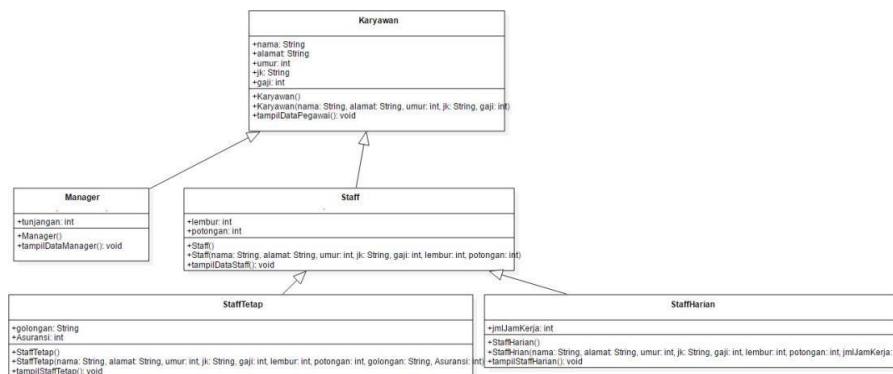 Karyawan
+nama: String
+alamat: String
+umur: int
+jk: String
+gaji: int
+Karyawan()
+Karyawan(nama: String, alamat: String, umur: int, jk: String, gaji: int)
+tampilDataPegawai(): void
Manager
+tunjangan: int
+Manager()
+tampilDataManager(): void
Staff
+lembur: int
+potongan: int
+Staff()
+Staff(nama: String, alamat: String, umur: int, jk: String, gaji: int, lembur: int, potongan: int)
+tampilDataStaff(): void
StaffTetap
+golongan: String
+Asuransi: int
+StaffTetap()
+StaffTetap(nama: String, alamat: String, umur: int, jk: String, gaji: int, lembur: int, potongan: int, golongan: String, Asuransi: int)
+tampilStaffTetap(): void
StaffHarian
+jmlJamKerja: int
+StaffHarian()
+StaffHrian(nama: String, alamat: String, umur: int, jk: String, gaji: int, lembur: int, potongan: int, jmlJamKerja:
+tampilStaffHarian(): void